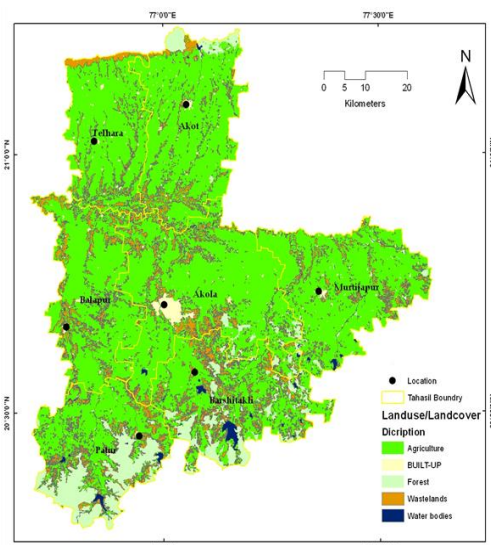 77°0'0"E 77°30'0"E
N
0 5 10 20
Kilometers
Akot
Telhara
21°0'0"N
Murtijapur
Akola
Balapur
Location
Tahasil Boundry
Barshitakli
Landuse/Landcover
20°30'0"N
Dicription
Patur
Agriculture
BUILT-UP
Forest
Wastelands
Water bodies